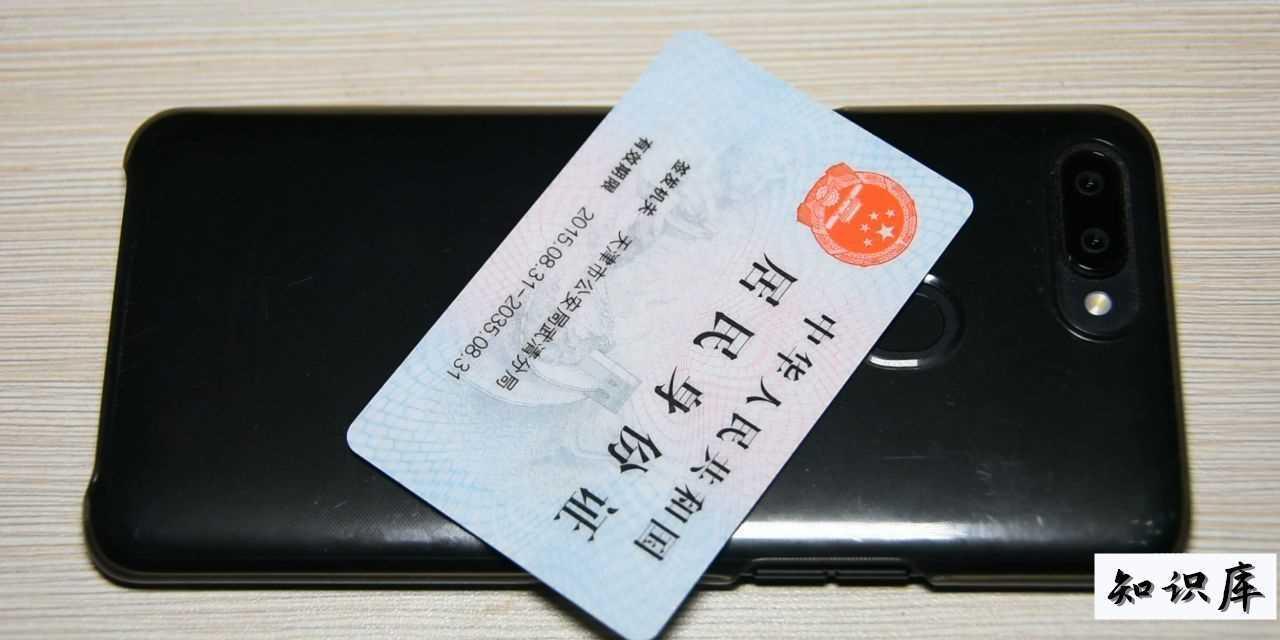 中华人民共和国
居民身份证
签发机关 天津市公安局武清分局
有效期限 2015.08.31-2035.08.31
知识库